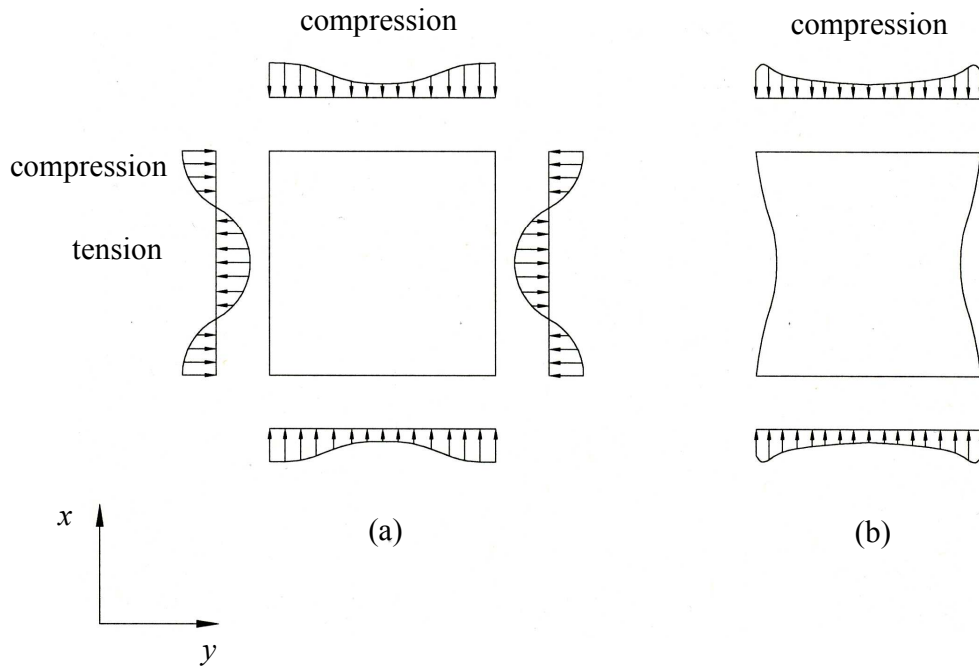 compression
compression
compression
tension
x
(a)
(b)
y